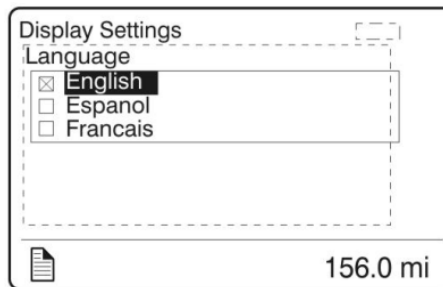 Display Settings
Language
English
Espanol
Francais
156.0 mi